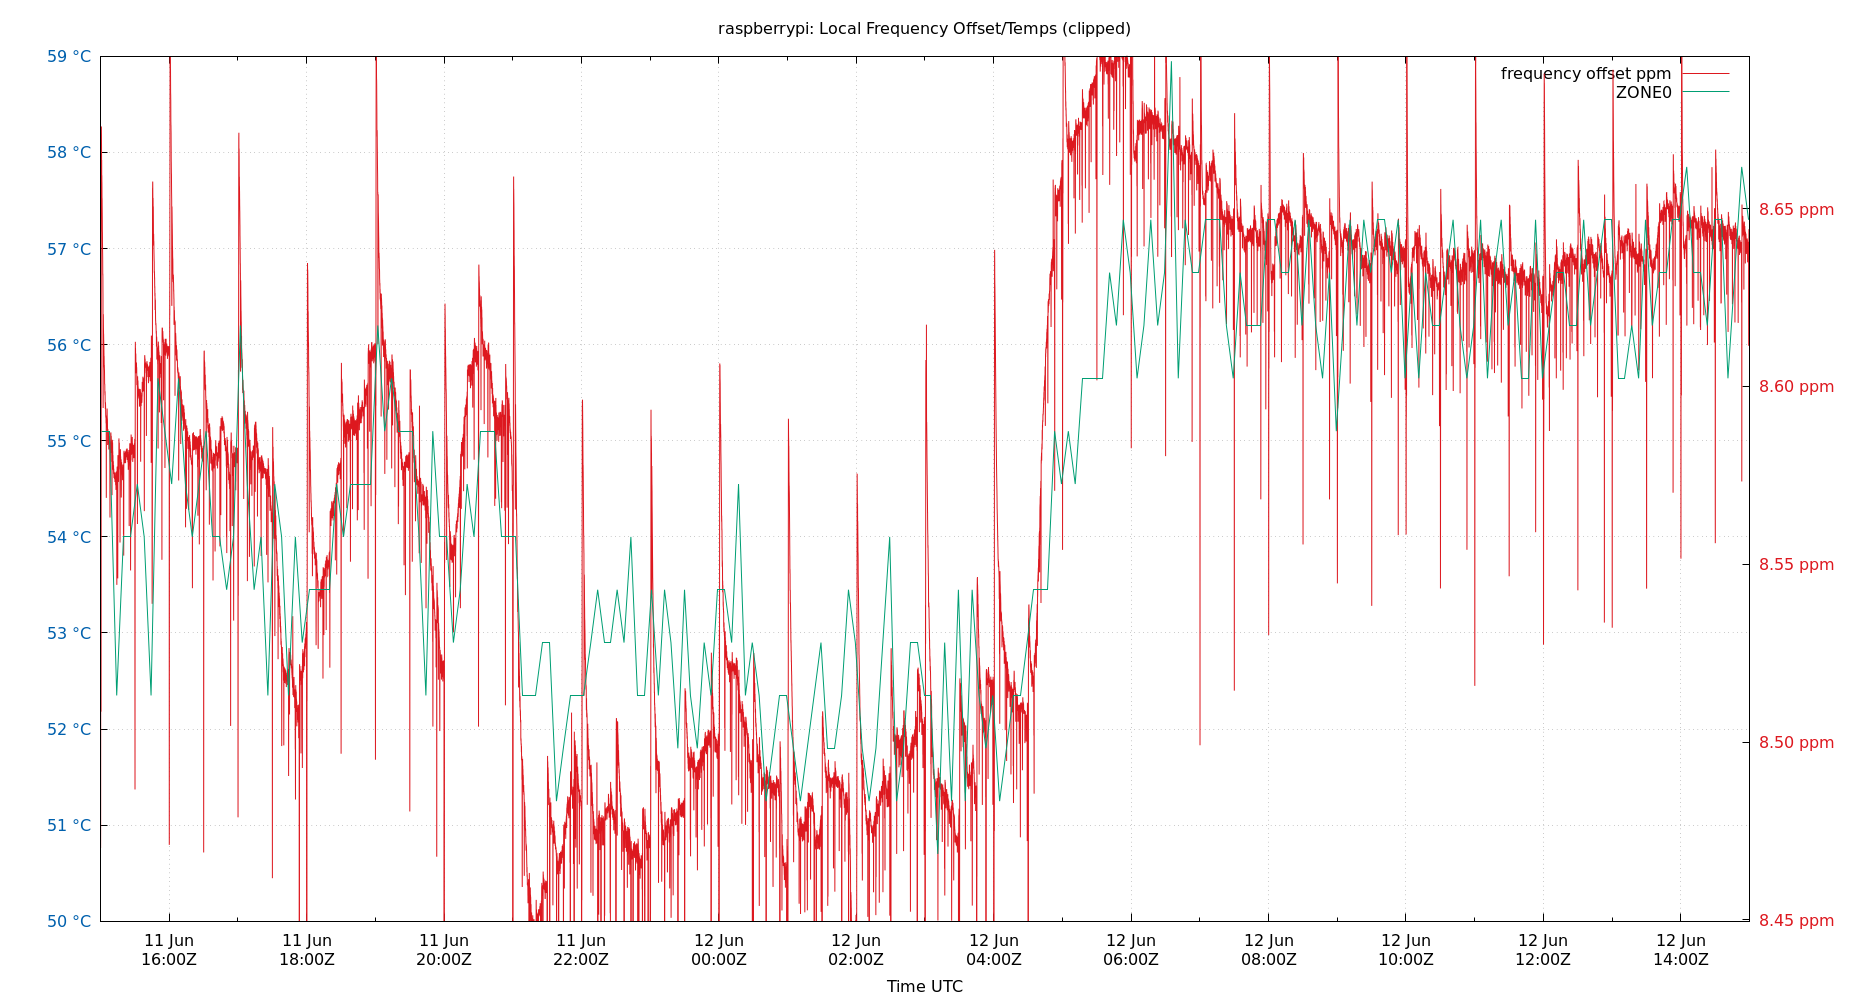 raspberrypi: Local Frequency Offset/Temps (clipped)
59 °C
58 °C
57 °C
56 °C
55 °C
54 °C
53 °C
52 °C
51 °C
50 °C
frequency offset ppm
ZONE0
8.65 ppm
8.60 ppm
8.55 ppm
8.50 ppm
8.45 ppm
11 Jun
16:00Z
11 Jun
18:00Z
11 Jun
20:00Z
11 Jun
22:00Z
12 Jun
00:00Z
12 Jun
02:00Z
12 Jun
04:00Z
12 Jun
06:00Z
12 Jun
08:00Z
12 Jun
10:00Z
12 Jun
12:00Z
12 Jun
14:00Z
Time UTC